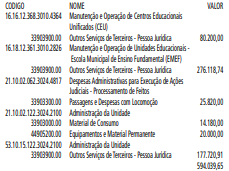 CODIGO NOME VALOR
16.16.12.368.3010.4364 Manutenção e Operação de Centros Educacionais
Unificados (CEU)
33903900.00 Outros Serviços de Terceiros - Pessoa Jurídica 80.200,00
16.16.12.361.3010.2826 Manutenção e Operação de Unidades Educacionais -
Escola Municipal de Ensino Fundamental (EMEF)
33903900.00 Outros Serviços de Terceiros - Pessoa Jurídica 276.118,74
21.10.02.062.3024.4817 Despesas Administrativas para Execução de Ações
Judiciais - Processamento de Feitos
33903300.00 Passagens e Despesas com Locomoção 25.820,00
21.10.02.122.3024.2100 Administração da Unidade
33903000.00 Material de Consumo 14.180,00
44905200.00 Equipamentos e Material Permanente 20.000,00
53.10.15.122.3024.2100 Administração da Unidade
33903900.00 Outros Serviços de Terceiros - Pessoa Jurídica 177.720,91
594.039,65